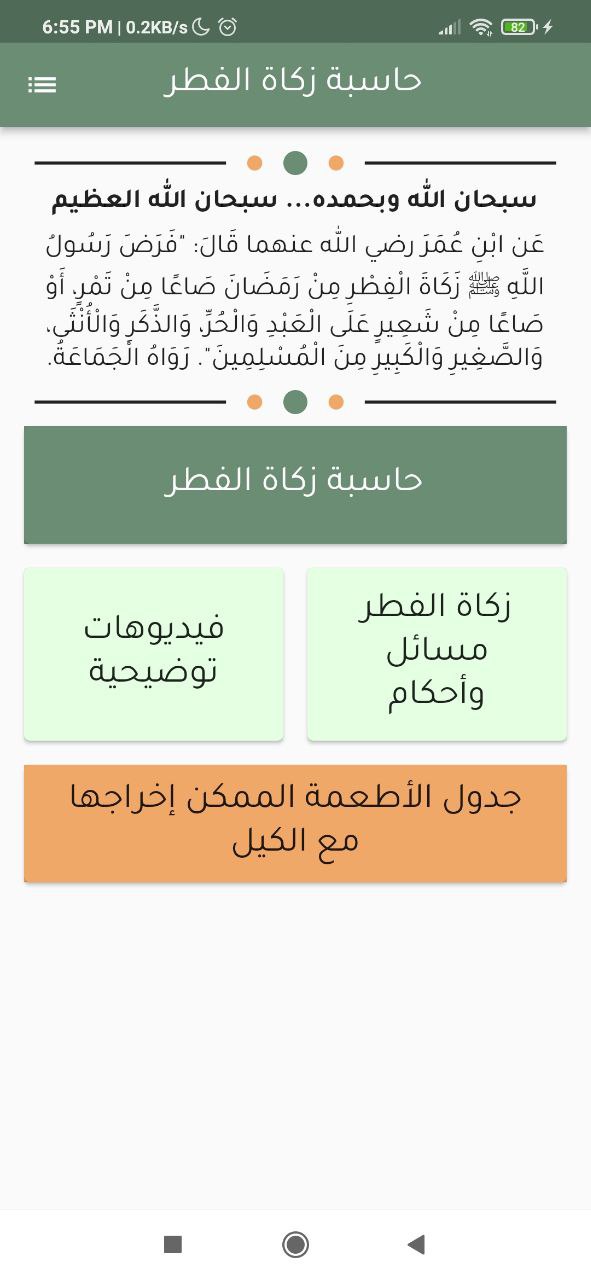 6:55 PM | 0.2KB/s
82
حاسبة زكاة الفطر
سبحان الله وبحمده... سبحان الله العظيم
عَن ابْنِ عُمَرَ رضي الله عنهما قَالَ: "فَرَضَ رَسُولُ
اللَّهِ ﷺ زَكَاةَ الْفِطْرِ مِنْ رَمَضَانَ صَاعًا مِنْ تَمْرٍ، أَوْ
صَاعًا مِنْ شَعِيرٍ عَلَى الْعَبْدِ وَالْحُرِّ، وَالذَّكَرِ وَالْأُنْثَى،
وَالصَّغِيرِ وَالْكَبِيرِ مِنَ الْمُسْلِمِينَ". رَوَاهُ الْجَمَاعَةُ.
حاسبة زكاة الفطر
زكاة الفطر
مسائل
وأحكام
فيديوهات
توضيحية
جدول الأطعمة الممكن إخراجها
مع الكيل